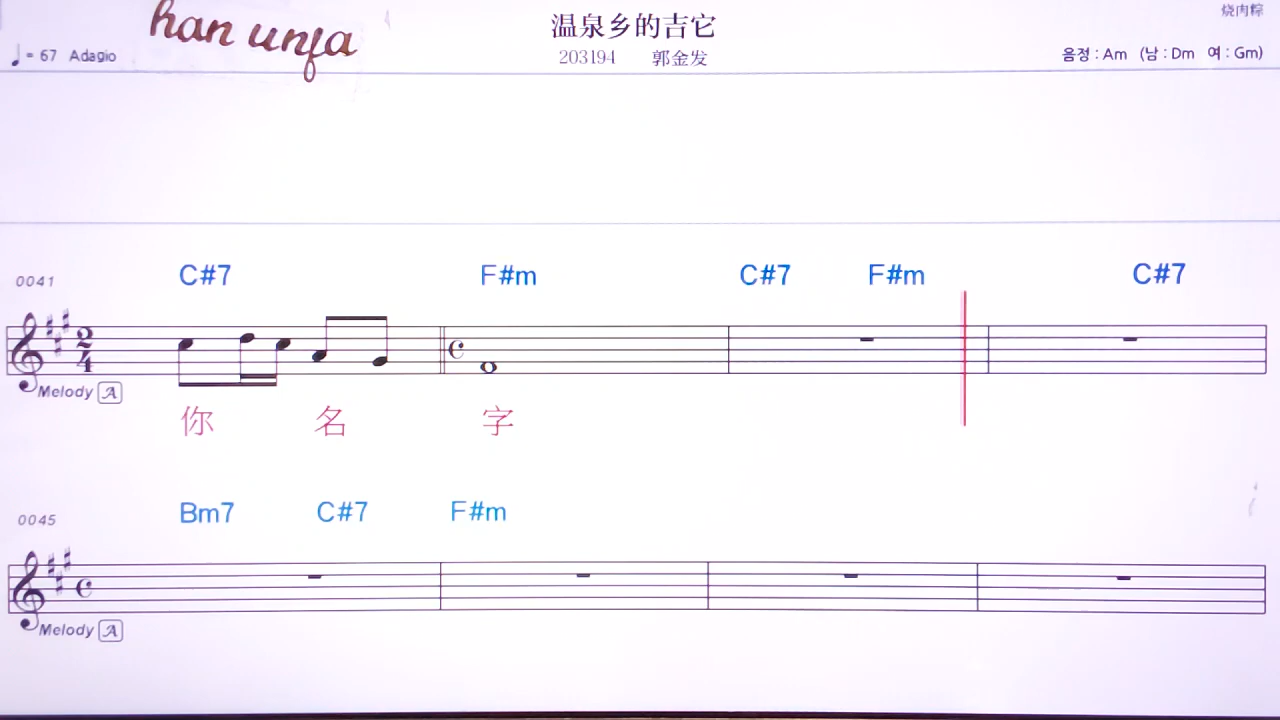 han unfa
温泉乡的吉它
烧肉粽
♩= 67 Adagio
203194 郭金发
음정 : Am (남 : Dm 여 : Gm)
0041
C#7 F#m C#7 F#m C#7
2/4
Melody A
你 名 字
0045
Bm7 C#7 F#m
Melody A